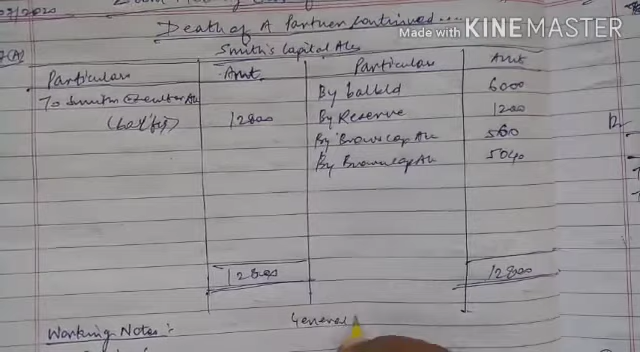 03/2020
Death of A Partner continued....
Made with KINEMASTER
Smith's Capital A/c
Particulars Amt Particulars Amt
To Smith Executor A/c By bal b/d 6000
(bal fig) 12800 By Reserve 1200
By Brown cap A/c 560
By Brown cap A/c 5040
12800 12800
Working Notes :-
General